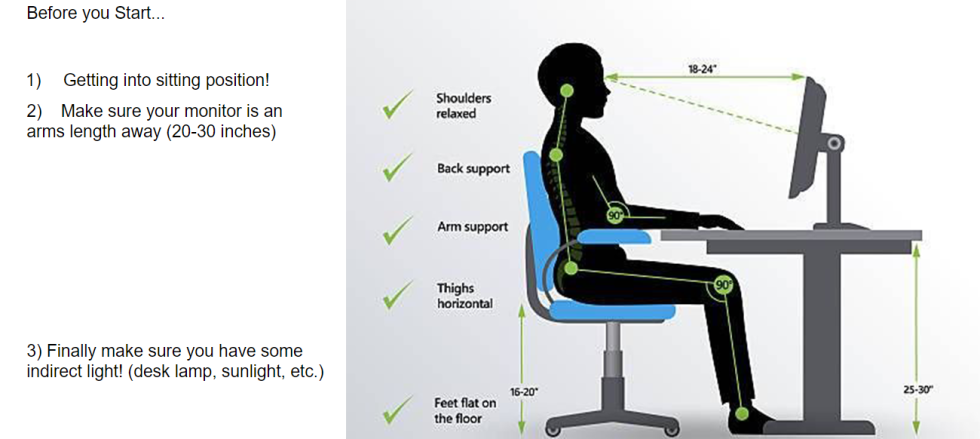 Before you Start...
1) Getting into sitting position!
2) Make sure your monitor is an
arms length away (20-30 inches)
3) Finally make sure you have some
indirect light! (desk lamp, sunlight, etc.)
18-24"
Shoulders
relaxed
Back support
90°
Arm support
90°
Thighs
horizontal
16-20"
25-30"
Feet flat on
the floor